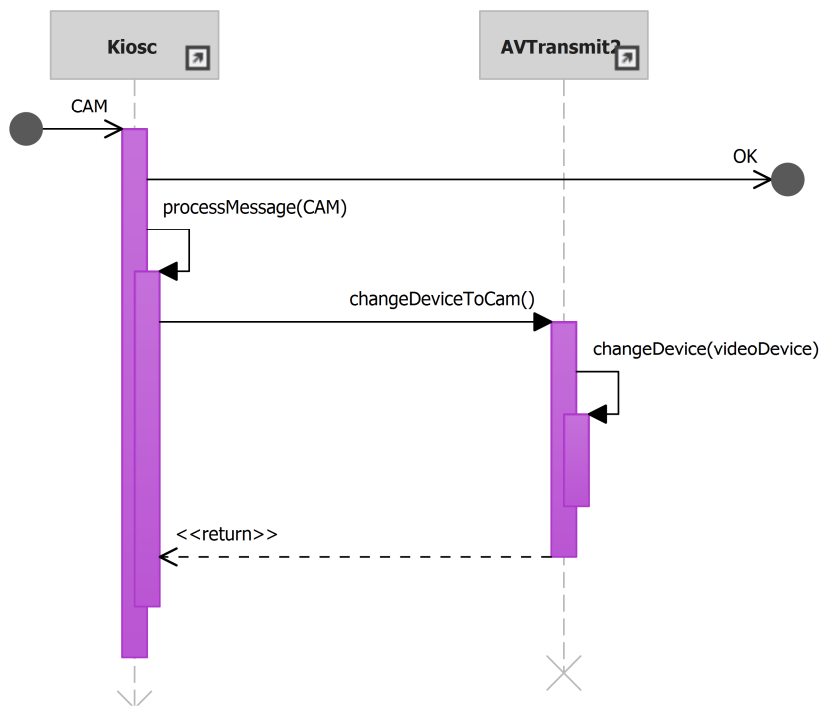 Kiosc
AVTransmit2
CAM
OK
processMessage(CAM)
changeDeviceToCam()
changeDevice(videoDevice)
<<return>>